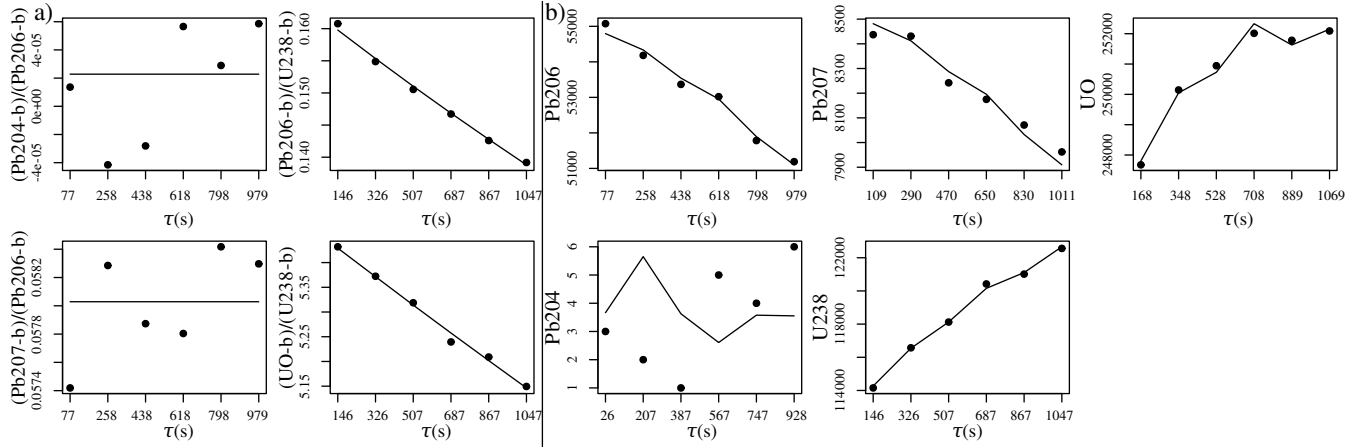 a)
(Pb204-b)/(Pb206-b)
-4e-05 0e+00 4e-05
77 258 438 618 798 979
τ(s)
(Pb206-b)/(U238-b)
0.140 0.150 0.160
146 326 507 687 867 1047
τ(s)
(Pb207-b)/(Pb206-b)
0.0574 0.0578 0.0582
77 258 438 618 798 979
τ(s)
(UO-b)/(U238-b)
5.15 5.25 5.35
146 326 507 687 867 1047
τ(s)
b)
Pb206
51000 53000 55000
77 258 438 618 798 979
τ(s)
Pb207
7900 8100 8300 8500
109 290 470 650 830 1011
τ(s)
UO
248000 250000 252000
168 348 528 708 889 1069
τ(s)
Pb204
1 2 3 4 5 6
26 207 387 567 747 928
τ(s)
U238
114000 118000 122000
146 326 507 687 867 1047
τ(s)